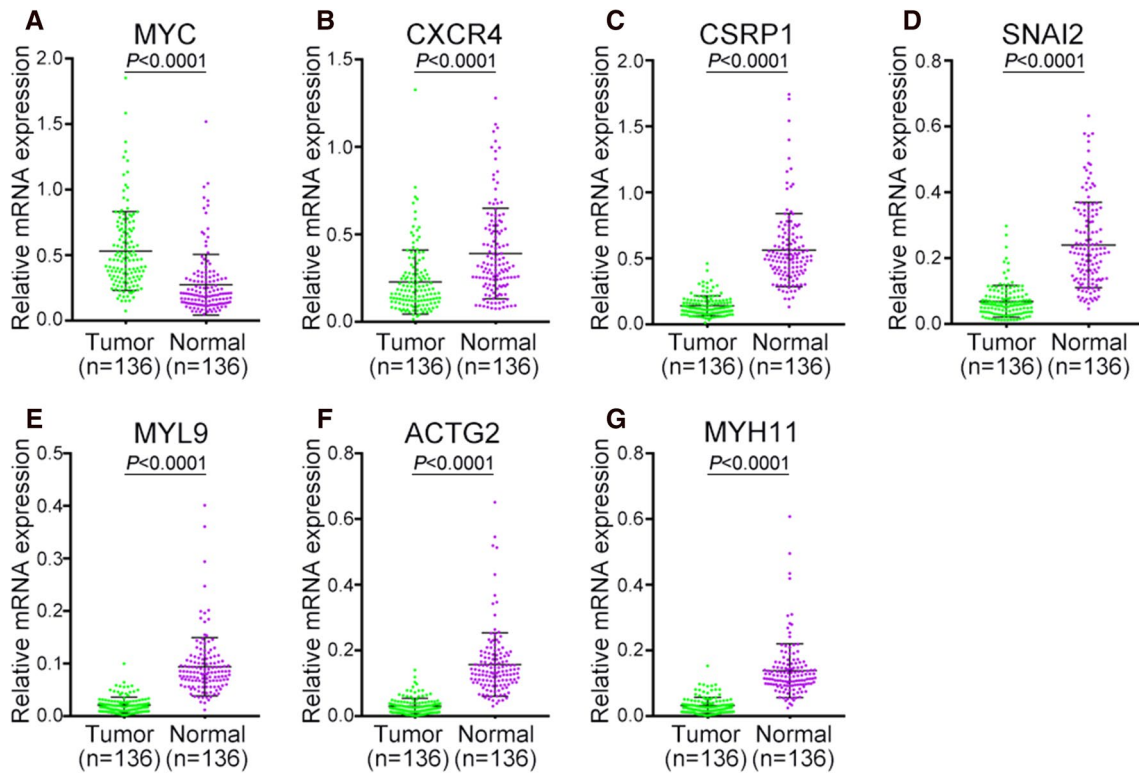 A
MYC
P<0.0001
Relative mRNA expression
2.0
1.5
1.0
0.5
0.0
Tumor Normal
(n=136) (n=136)
B
CXCR4
P<0.0001
Relative mRNA expression
1.5
1.0
0.5
0.0
Tumor Normal
(n=136) (n=136)
C
CSRP1
P<0.0001
Relative mRNA expression
2.0
1.5
1.0
0.5
0.0
Tumor Normal
(n=136) (n=136)
D
SNAI2
P<0.0001
Relative mRNA expression
0.8
0.6
0.4
0.2
0.0
Tumor Normal
(n=136) (n=136)
E
MYL9
P<0.0001
Relative mRNA expression
0.5
0.4
0.3
0.2
0.1
0.0
Tumor Normal
(n=136) (n=136)
F
ACTG2
P<0.0001
Relative mRNA expression
0.8
0.6
0.4
0.2
0.0
Tumor Normal
(n=136) (n=136)
G
MYH11
P<0.0001
Relative mRNA expression
0.8
0.6
0.4
0.2
0.0
Tumor Normal
(n=136) (n=136)